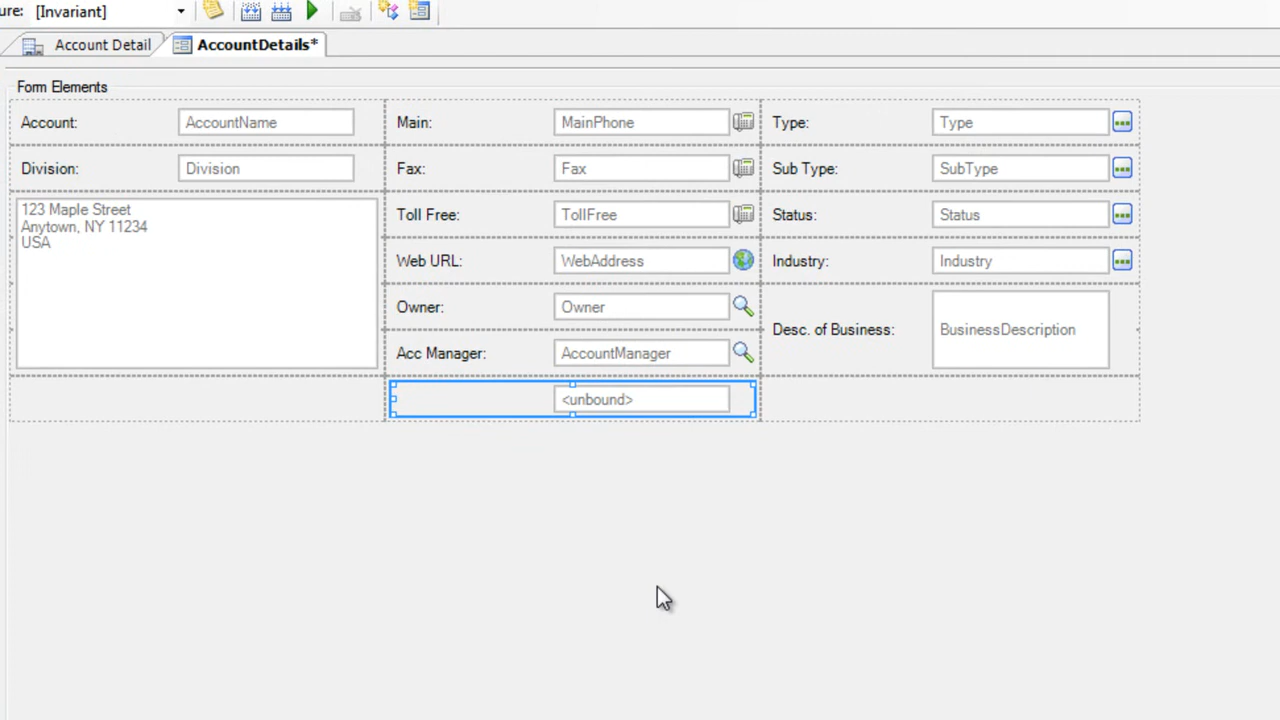 ure: [Invariant]
Account Detail AccountDetails*
Form Elements
Account: AccountName Main: MainPhone Type: Type
Division: Division Fax: Fax Sub Type: SubType
123 Maple Street
Anytown, NY 11234
USA
Toll Free: TollFree Status: Status
Web URL: WebAddress Industry: Industry
Owner: Owner
Desc. of Business: BusinessDescription
Acc Manager: AccountManager
<unbound>